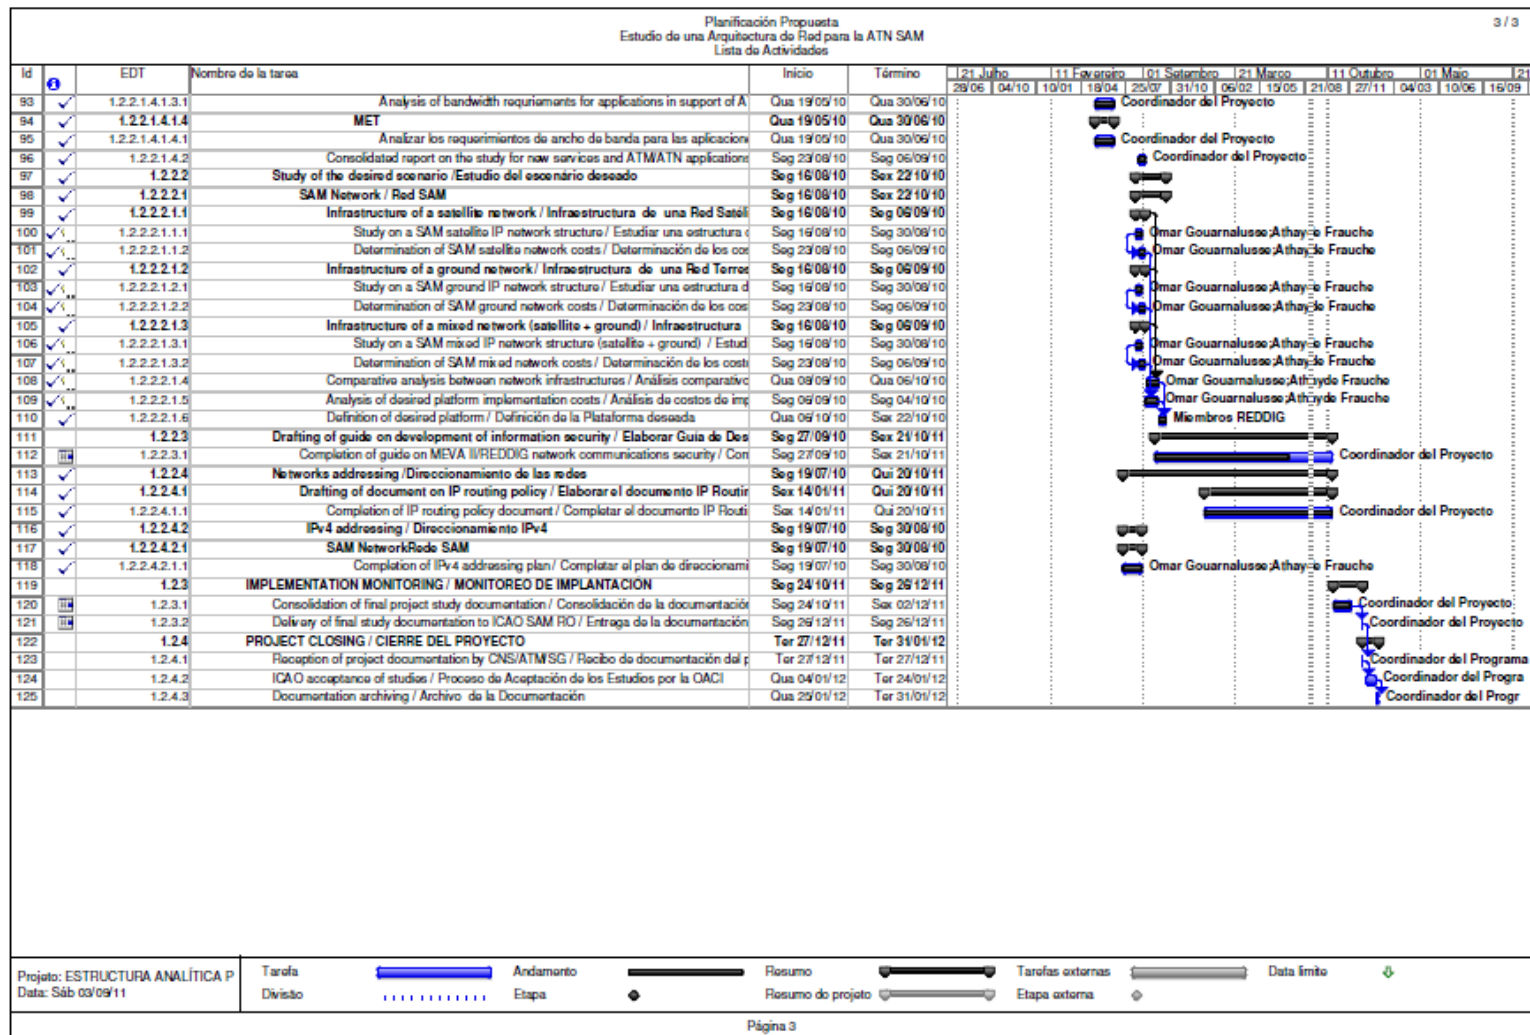 Planificación Propuesta
3 / 3
Estudio de una Arquitectura de Red para la ATN SAM
Lista de Actividades
Id EDT Nombre de la tarea Início Término 21 Julho 11 Fevereiro 01 Setembro 21 Março 11 Outubro 01 Maio 21
28/06 04/10 10/01 18/04 25/07 31/10 06/02 15/05 21/08 27/11 04/03 10/06 16/09
93 1.2.2.1.4.1.3.1 Analysis of bandwidth requriements for applications in support of A Qua 19/05/10 Qua 30/06/10 Coordinador del Proyecto
94 1.2.2.1.4.1.4 MET Qua 19/05/10 Qua 30/06/10
95 1.2.2.1.4.1.4.1 Analizar los requerimientos de ancho de banda para las aplicacion Qua 19/05/10 Qua 30/06/10 Coordinador del Proyecto
96 1.2.2.1.4.2 Consolidated report on the study for new services and ATM/ATN applications Seg 23/08/10 Seg 06/09/10 Coordinador del Proyecto
97 1.2.2.2 Study of the desired scenario /Estudio del escenário deseado Seg 16/08/10 Sex 22/10/10
98 1.2.2.2.1 SAM Network / Red SAM Seg 16/08/10 Sex 22/10/10
99 1.2.2.2.1.1 Infrastructure of a satellite network / Infraestructura de una Red Satéli Seg 16/08/10 Seg 06/09/10
100 1.2.2.2.1.1.1 Study on a SAM satellite IP network structure / Estudiar una estructura Seg 16/08/10 Seg 30/08/10 Omar Gouarnalusse;Athayde Frauche
101 1.2.2.2.1.1.2 Determination of SAM satellite network costs / Determinación de los cos Seg 23/08/10 Seg 06/09/10 Omar Gouarnalusse;Athayde Frauche
102 1.2.2.2.1.2 Infrastructure of a ground network / Infraestructura de una Red Terres Seg 16/08/10 Seg 06/09/10
103 1.2.2.2.1.2.1 Study on a SAM ground IP network structure / Estudiar una estructura d Seg 16/08/10 Seg 30/08/10 Omar Gouarnalusse;Athayde Frauche
104 1.2.2.2.1.2.2 Determination of SAM ground network costs / Determinación de los cos Seg 23/08/10 Seg 06/09/10 Omar Gouarnalusse;Athayde Frauche
105 1.2.2.2.1.3 Infrastructure of a mixed network (satellite + ground) / Infraestructura Seg 16/08/10 Seg 06/09/10
106 1.2.2.2.1.3.1 Study on a SAM mixed IP network structure (satellite + ground) / Estud Seg 16/08/10 Seg 30/08/10 Omar Gouarnalusse;Athayde Frauche
107 1.2.2.2.1.3.2 Determination of SAM mixed network costs / Determinación de los cost Seg 23/08/10 Seg 06/09/10 Omar Gouarnalusse;Athayde Frauche
108 1.2.2.2.1.4 Comparative analysis between network infrastructures / Análisis comparativo Qua 08/09/10 Qua 06/10/10 Omar Gouarnalusse;Athayde Frauche
109 1.2.2.2.1.5 Analysis of desired platform implementation costs / Análisis de costos de imp Seg 06/09/10 Seg 04/10/10 Omar Gouarnalusse;Athayde Frauche
110 1.2.2.2.1.6 Definition of desired platform / Definición de la Plataforma deseada Qua 06/10/10 Sex 22/10/10 Miembros REDDIG
111 1.2.2.3 Drafting of guide on development of information security / Elaborar Guía de Des Seg 27/09/10 Sex 21/10/11
112 1.2.2.3.1 Completion of guide on MEVA II/REDDIG network communications security / Com Seg 27/09/10 Sex 21/10/11 Coordinador del Proyecto
113 1.2.2.4 Networks addressing /Direccionamiento de las redes Seg 19/07/10 Qui 20/10/11
114 1.2.2.4.1 Drafting of document on IP routing policy / Elaborar el documento IP Routin Sex 14/01/11 Qui 20/10/11
115 1.2.2.4.1.1 Completion of IP routing policy document / Completar el documento IP Routi Sex 14/01/11 Qui 20/10/11 Coordinador del Proyecto
116 1.2.2.4.2 IPv4 addressing / Direccionamiento IPv4 Seg 19/07/10 Seg 30/08/10
117 1.2.2.4.2.1 SAM NetworkRede SAM Seg 19/07/10 Seg 30/08/10
118 1.2.2.4.2.1.1 Completion of IPv4 addressing plan / Completar el plan de direccionami Seg 19/07/10 Seg 30/08/10 Omar Gouarnalusse;Athayde Frauche
119 1.2.3 IMPLEMENTATION MONITORING / MONITOREO DE IMPLANTACIÓN Seg 24/10/11 Seg 26/12/11
120 1.2.3.1 Consolidation of final project study documentation / Consolidación de la documentación Seg 24/10/11 Sex 02/12/11 Coordinador del Proyecto
121 1.2.3.2 Delivery of final study documentation to ICAO SAM RO / Entrega de la documentación Seg 26/12/11 Seg 26/12/11 Coordinador del Proyecto
122 1.2.4 PROJECT CLOSING / CIERRE DEL PROYECTO Ter 27/12/11 Ter 31/01/12
123 1.2.4.1 Reception of project documentation by CNS/ATM/SG / Recibo de documentación del p Ter 27/12/11 Ter 27/12/11 Coordinador del Programa
124 1.2.4.2 ICAO acceptance of studies / Proceso de Aceptación de los Estudios por la OACI Qua 04/01/12 Ter 24/01/12 Coordinador del Progra
125 1.2.4.3 Documentation archiving / Archivo de la Documentación Qua 25/01/12 Ter 31/01/12 Coordinador del Progr
Projeto: ESTRUCTURA ANALÍTICA P
Data: Sáb 03/09/11
Tarefa Andamento Resumo Tarefas externas Data limite
Divisão Etapa Resumo do projeto Etapa externa
Página 3